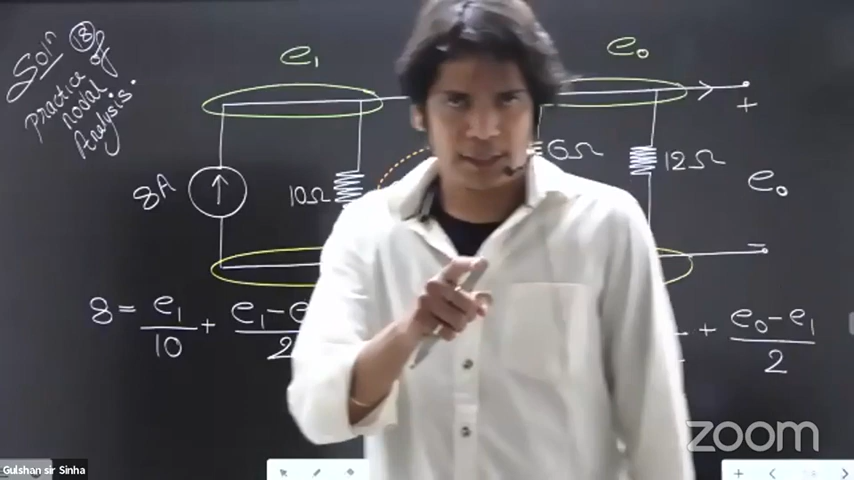 Soln 18 of
Practice
nodal
Analysis.
e₁
e₀
+
8A
10Ω
6Ω
12Ω
e₀
−
8 = e₁/10 + e₁-e
2
+ e₀-e₁/2
zoom
Gulshan sir Sinha